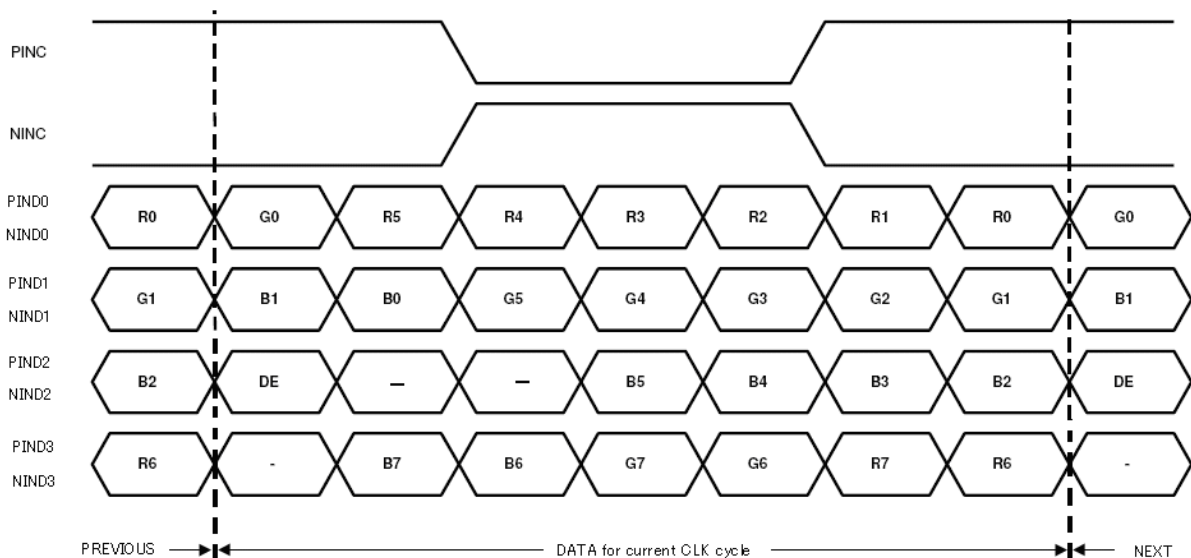 PINC
NINC
PIND0
NIND0
R0 G0 R5 R4 R3 R2 R1 R0 G0
PIND1
NIND1
G1 B1 B0 G5 G4 G3 G2 G1 B1
PIND2
NIND2
B2 DE — — B5 B4 B3 B2 DE
PIND3
NIND3
R6 - B7 B6 G7 G6 R7 R6 -
PREVIOUS DATA for current CLK cycle NEXT